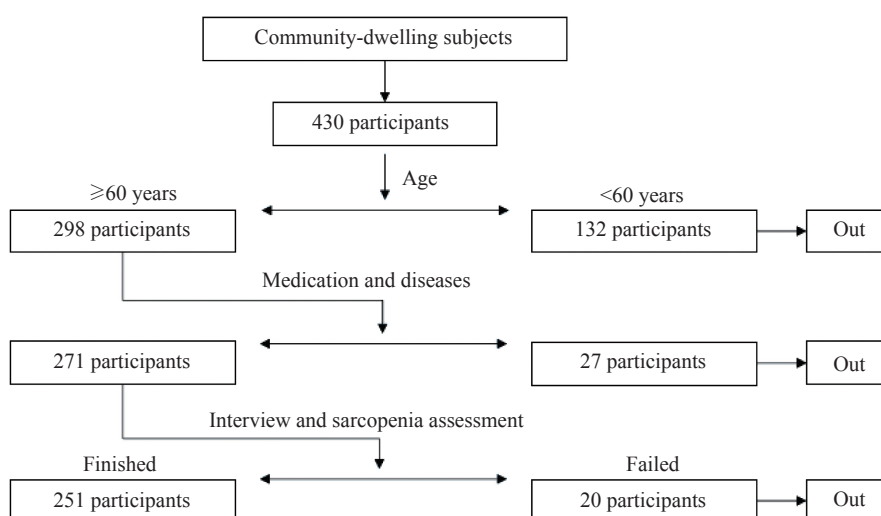 Community-dwelling subjects
430 participants
Age
⩾60 years
<60 years
298 participants
132 participants
Out
Medication and diseases
271 participants
27 participants
Out
Interview and sarcopenia assessment
Finished
Failed
251 participants
20 participants
Out